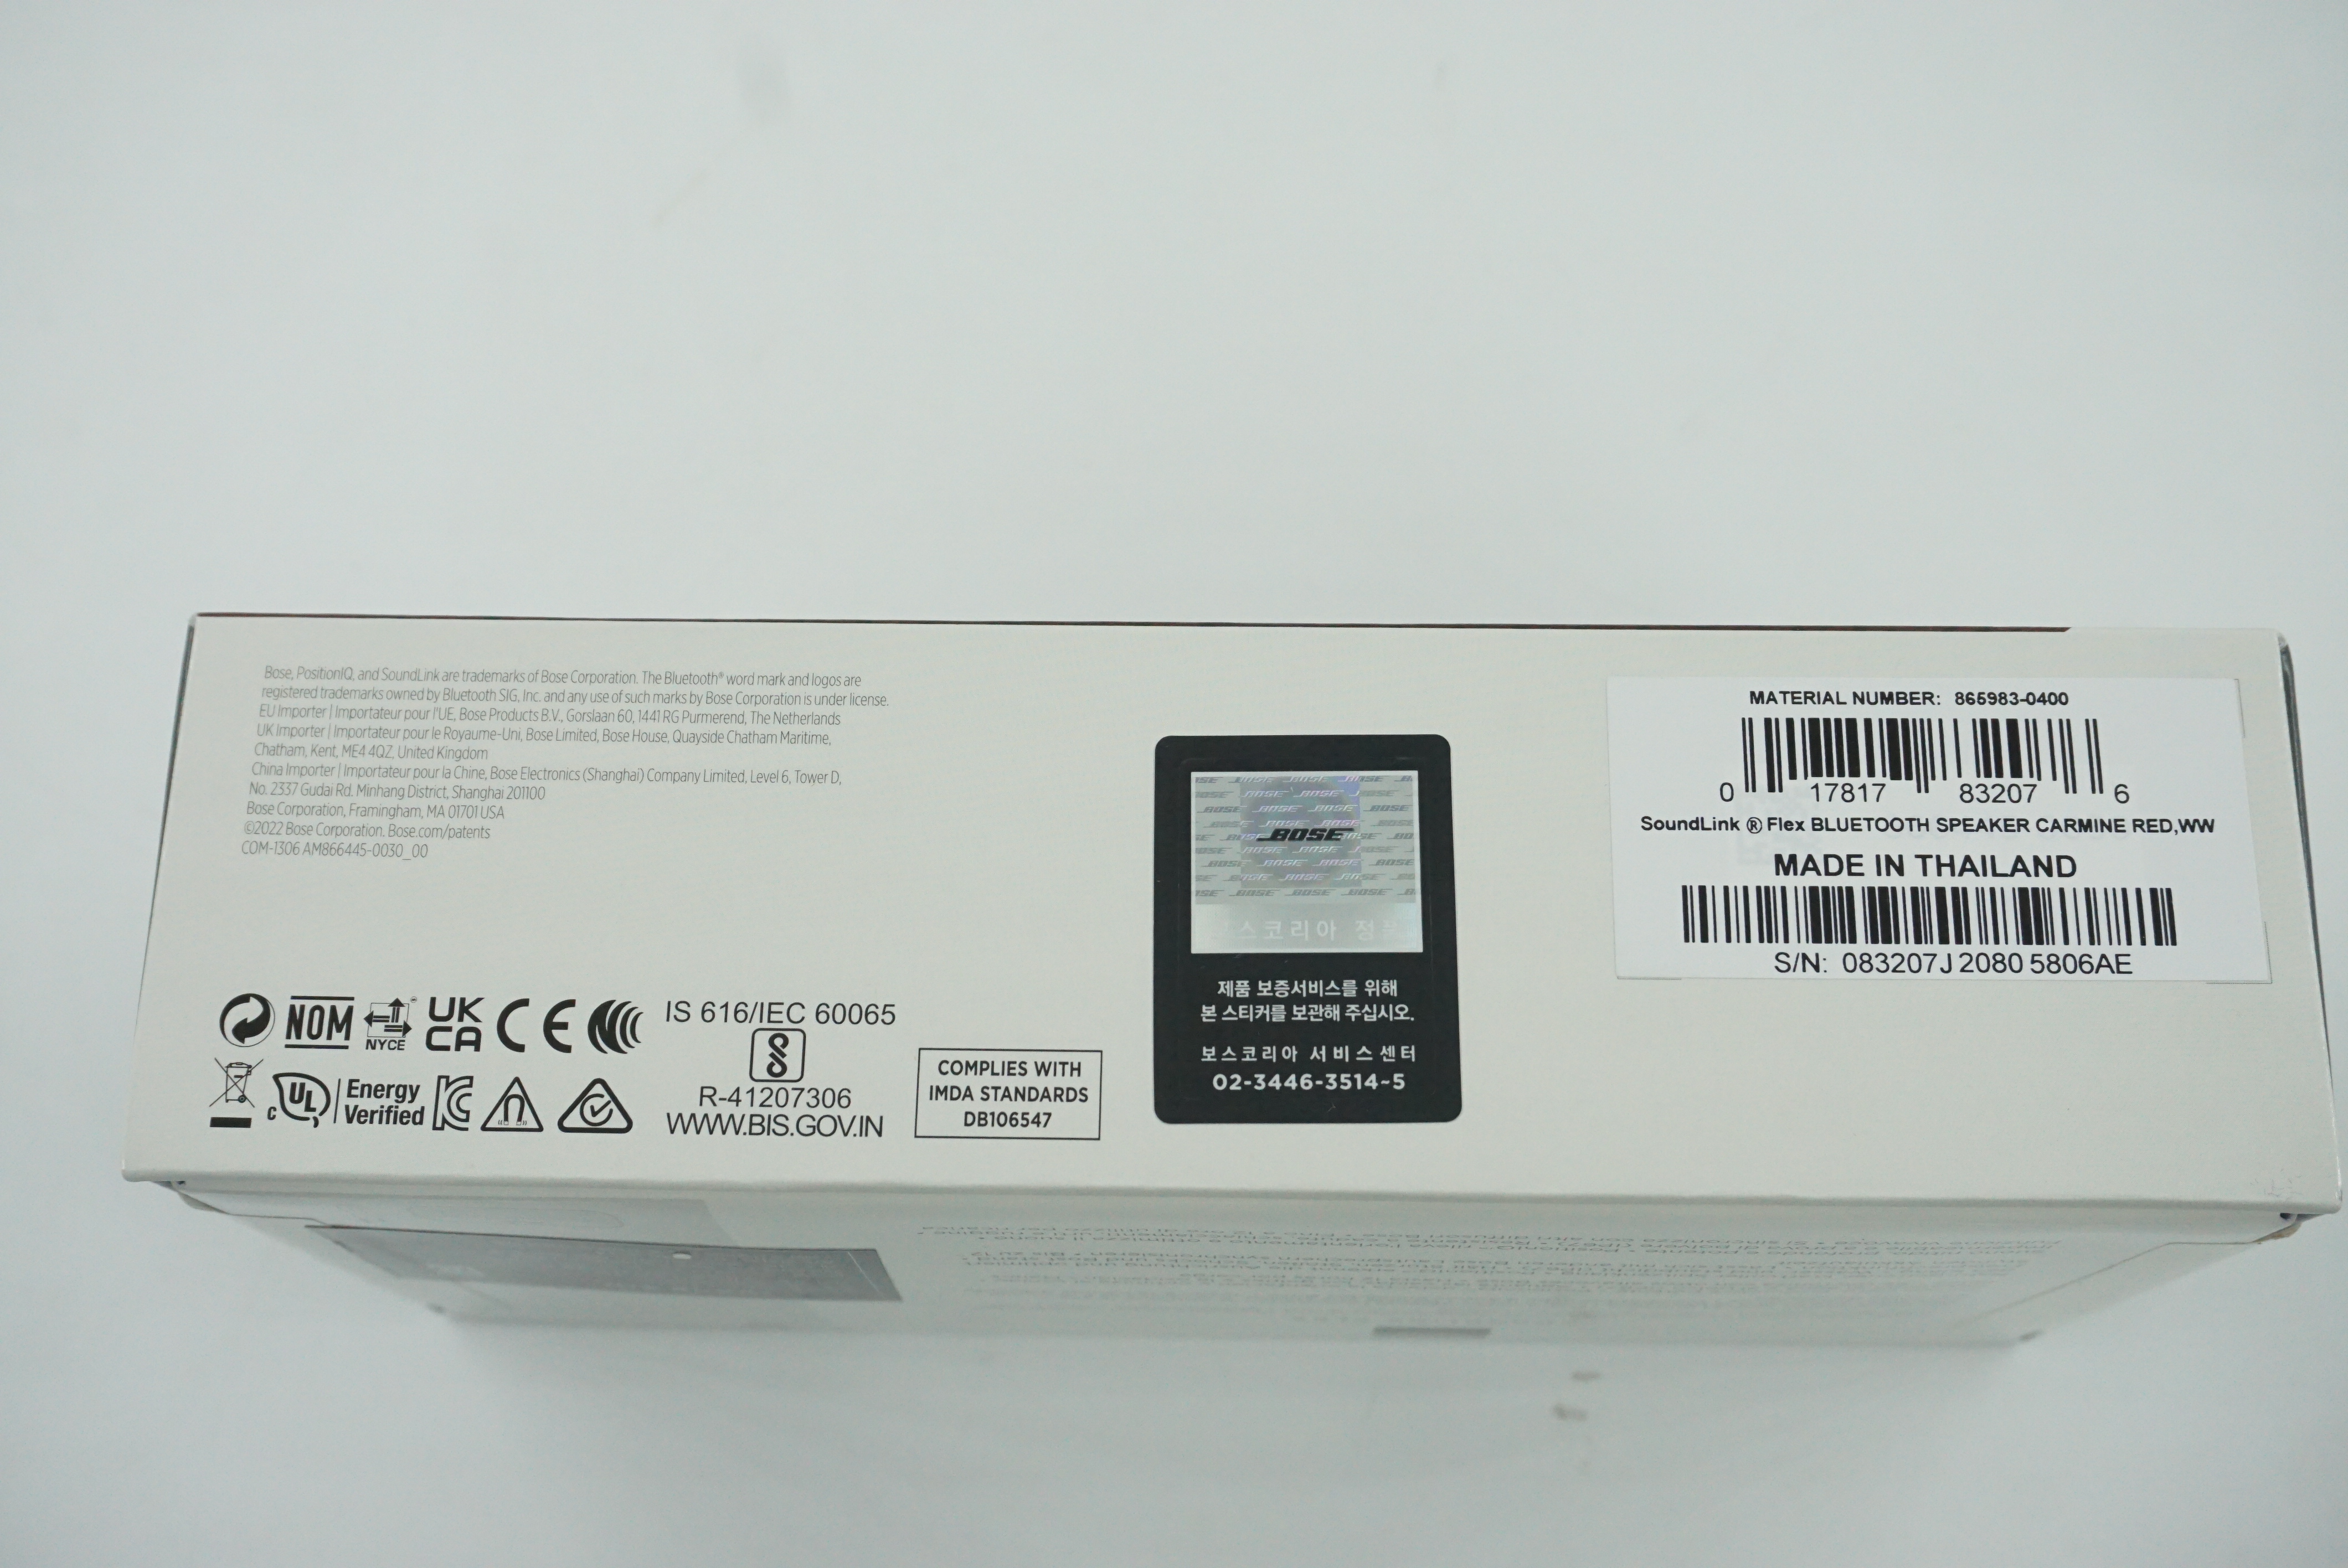 Bose, PositionIQ, and SoundLink are trademarks of Bose Corporation. The Bluetooth® word mark and logos are
registered trademarks owned by Bluetooth SIG, Inc. and any use of such marks by Bose Corporation is under license.
EU Importer | Importateur pour l'UE, Bose Products B.V., Gorslaan 60, 1441 RG Purmerend, The Netherlands
UK Importer | Importateur pour le Royaume-Uni, Bose Limited, Bose House, Quayside Chatham Maritime,
Chatham, Kent, ME4 4QZ, United Kingdom
China Importer | Importateur pour la Chine, Bose Electronics (Shanghai) Company Limited, Level 6, Tower D,
No. 2337 Gudai Rd. Minhang District, Shanghai 201100
Bose Corporation, Framingham, MA 01701 USA
©2022 Bose Corporation. Bose.com/patents
COM-1306 AM866445-0030_00
NOM
NYCE
UK
CA
CE
IS 616/IEC 60065
R-41207306
WWW.BIS.GOV.IN
c UL
Energy
Verified
COMPLIES WITH
IMDA STANDARDS
DB106547
BOSE
스코리아 정
제품 보증서비스를 위해
본 스티커를 보관해 주십시오.
보스코리아 서비스 센터
02-3446-3514~5
MATERIAL NUMBER: 865983-0400
0 17817 83207 6
SoundLink ® Flex BLUETOOTH SPEAKER CARMINE RED,WW
MADE IN THAILAND
S/N: 083207J 2080 5806AE